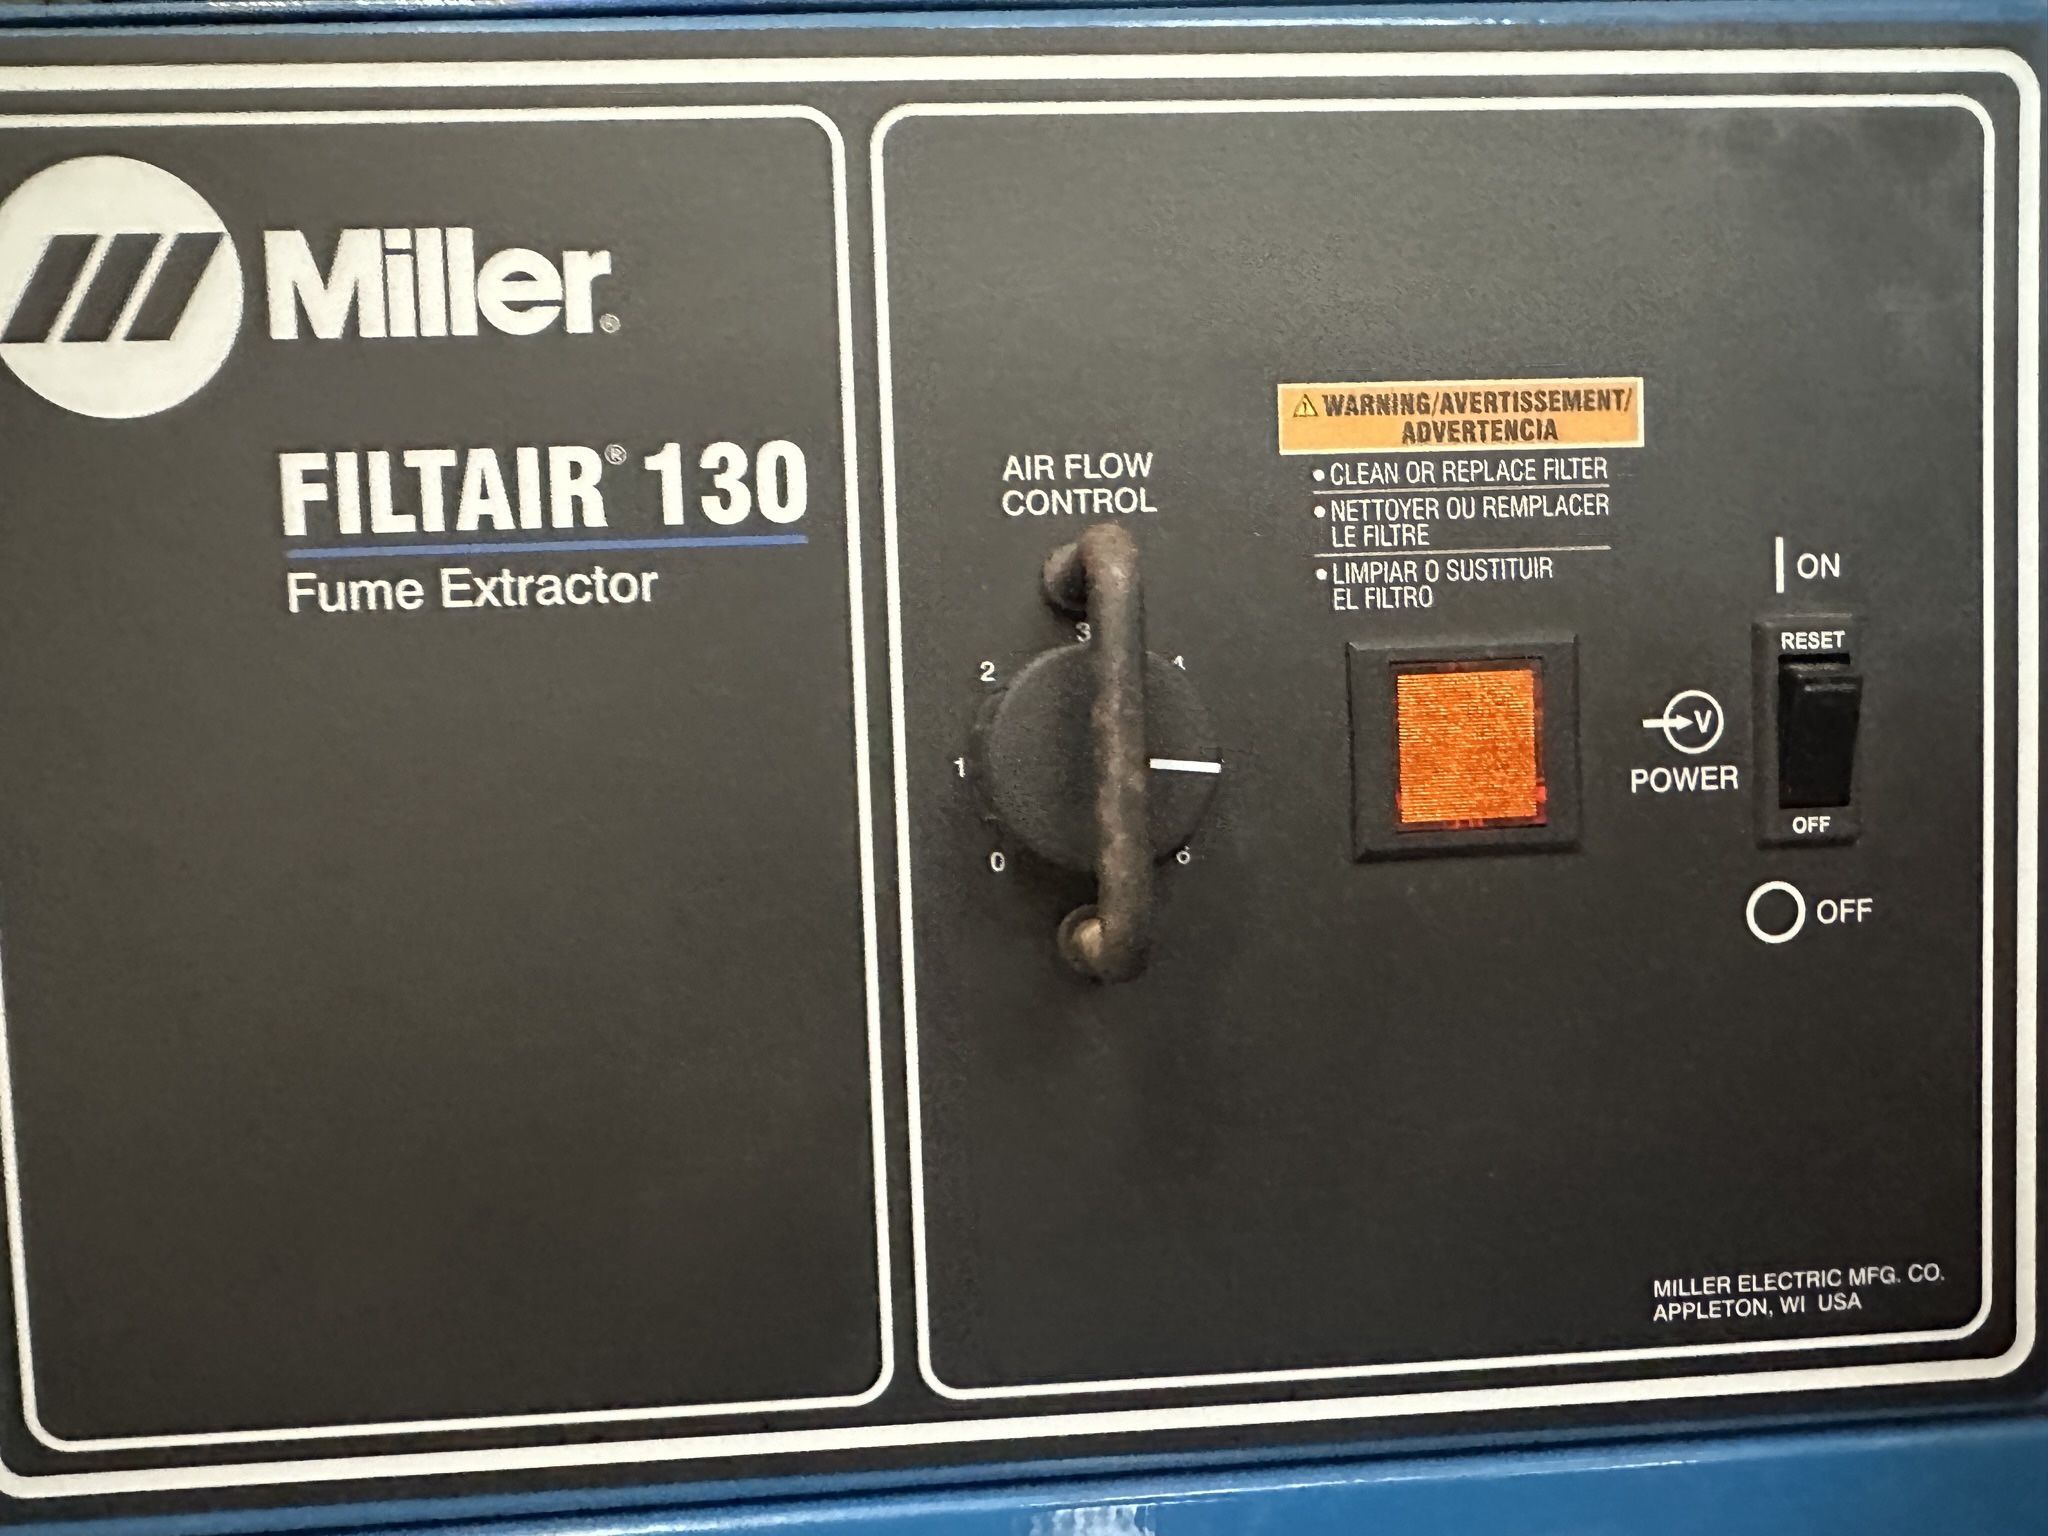 Miller®
FILTAIR® 130
Fume Extractor
AIR FLOW
CONTROL
0
1
2
3
4
6
WARNING/AVERTISSEMENT/
ADVERTENCIA
• CLEAN OR REPLACE FILTER
• NETTOYER OU REMPLACER
LE FILTRE
• LIMPIAR O SUSTITUIR
EL FILTRO
V
POWER
ON
RESET
OFF
OFF
MILLER ELECTRIC MFG. CO.
APPLETON, WI USA